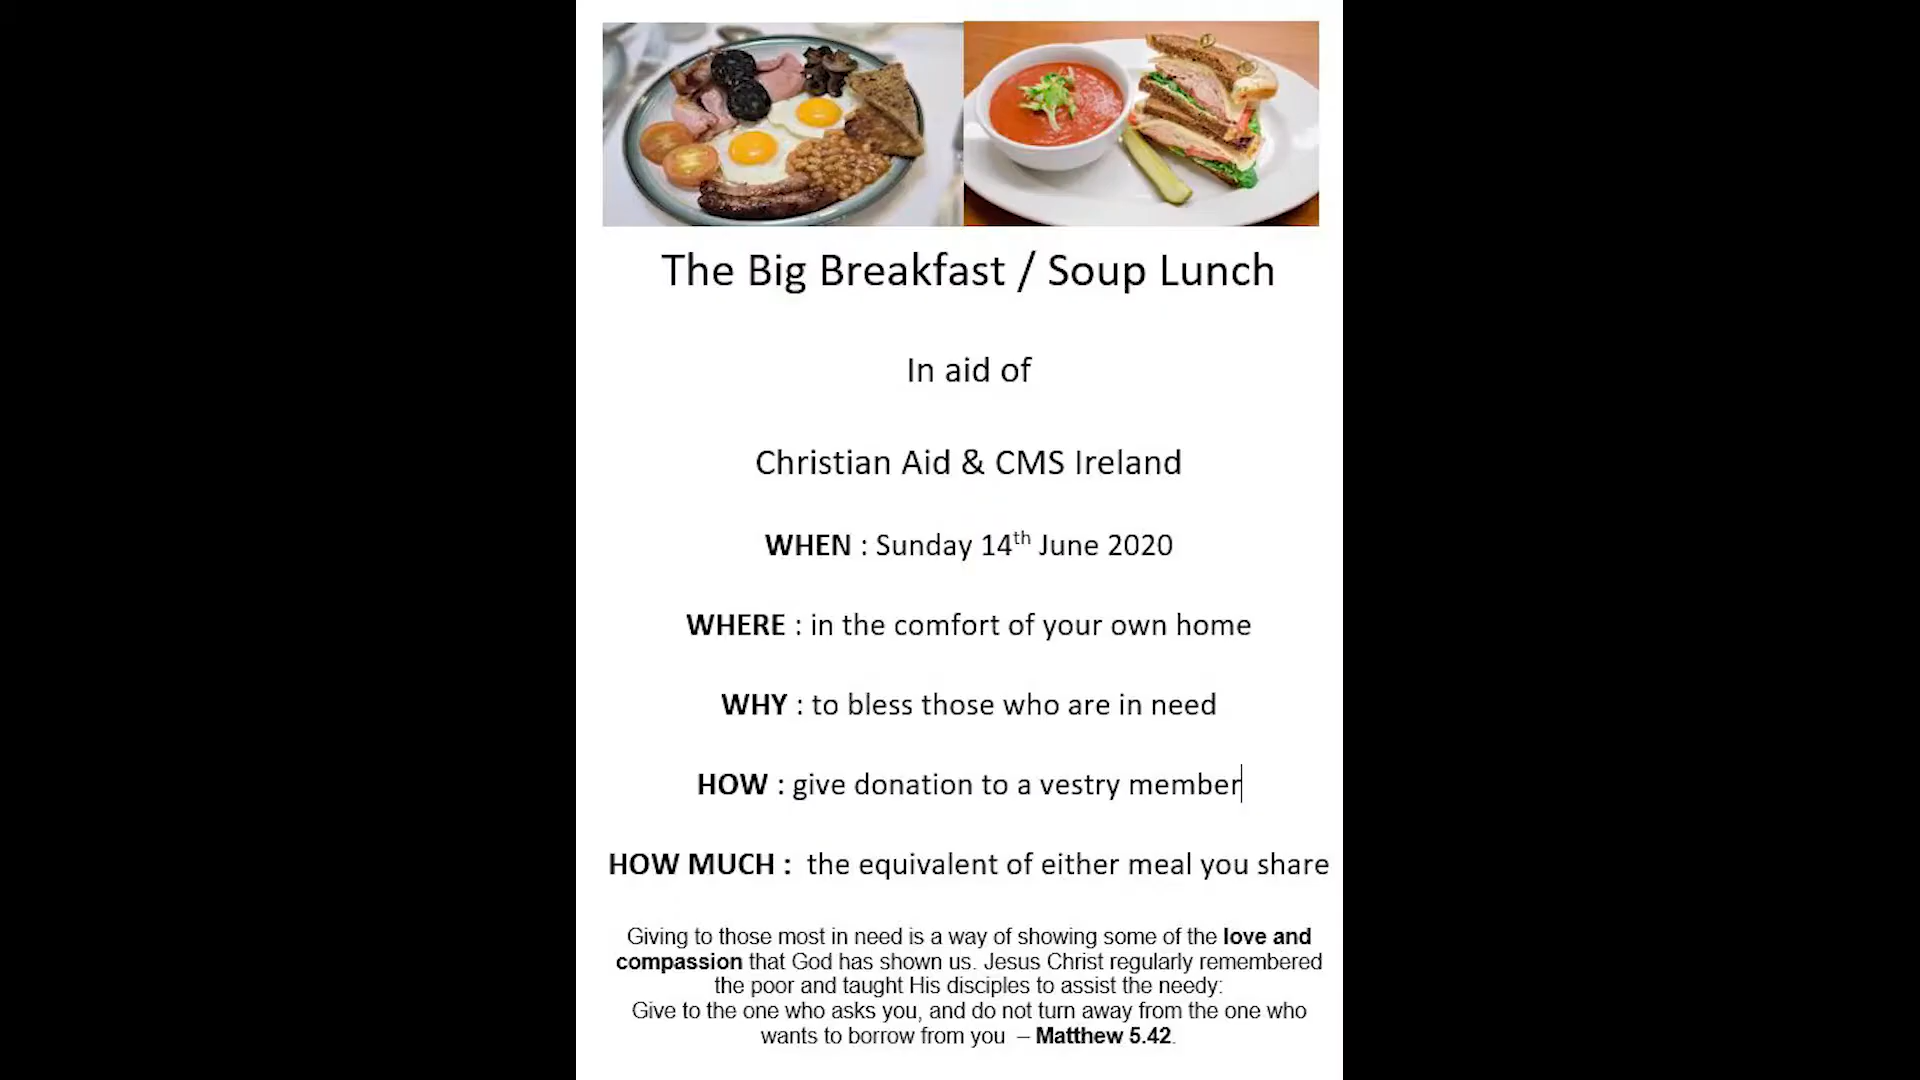 The Big Breakfast / Soup Lunch
In aid of
Christian Aid & CMS Ireland
WHEN : Sunday 14th June 2020
WHERE : in the comfort of your own home
WHY : to bless those who are in need
HOW : give donation to a vestry member
HOW MUCH :  the equivalent of either meal you share
Giving to those most in need is a way of showing some of the love and
compassion that God has shown us. Jesus Christ regularly remembered
the poor and taught His disciples to assist the needy:
Give to the one who asks you, and do not turn away from the one who
wants to borrow from you  – Matthew 5.42.